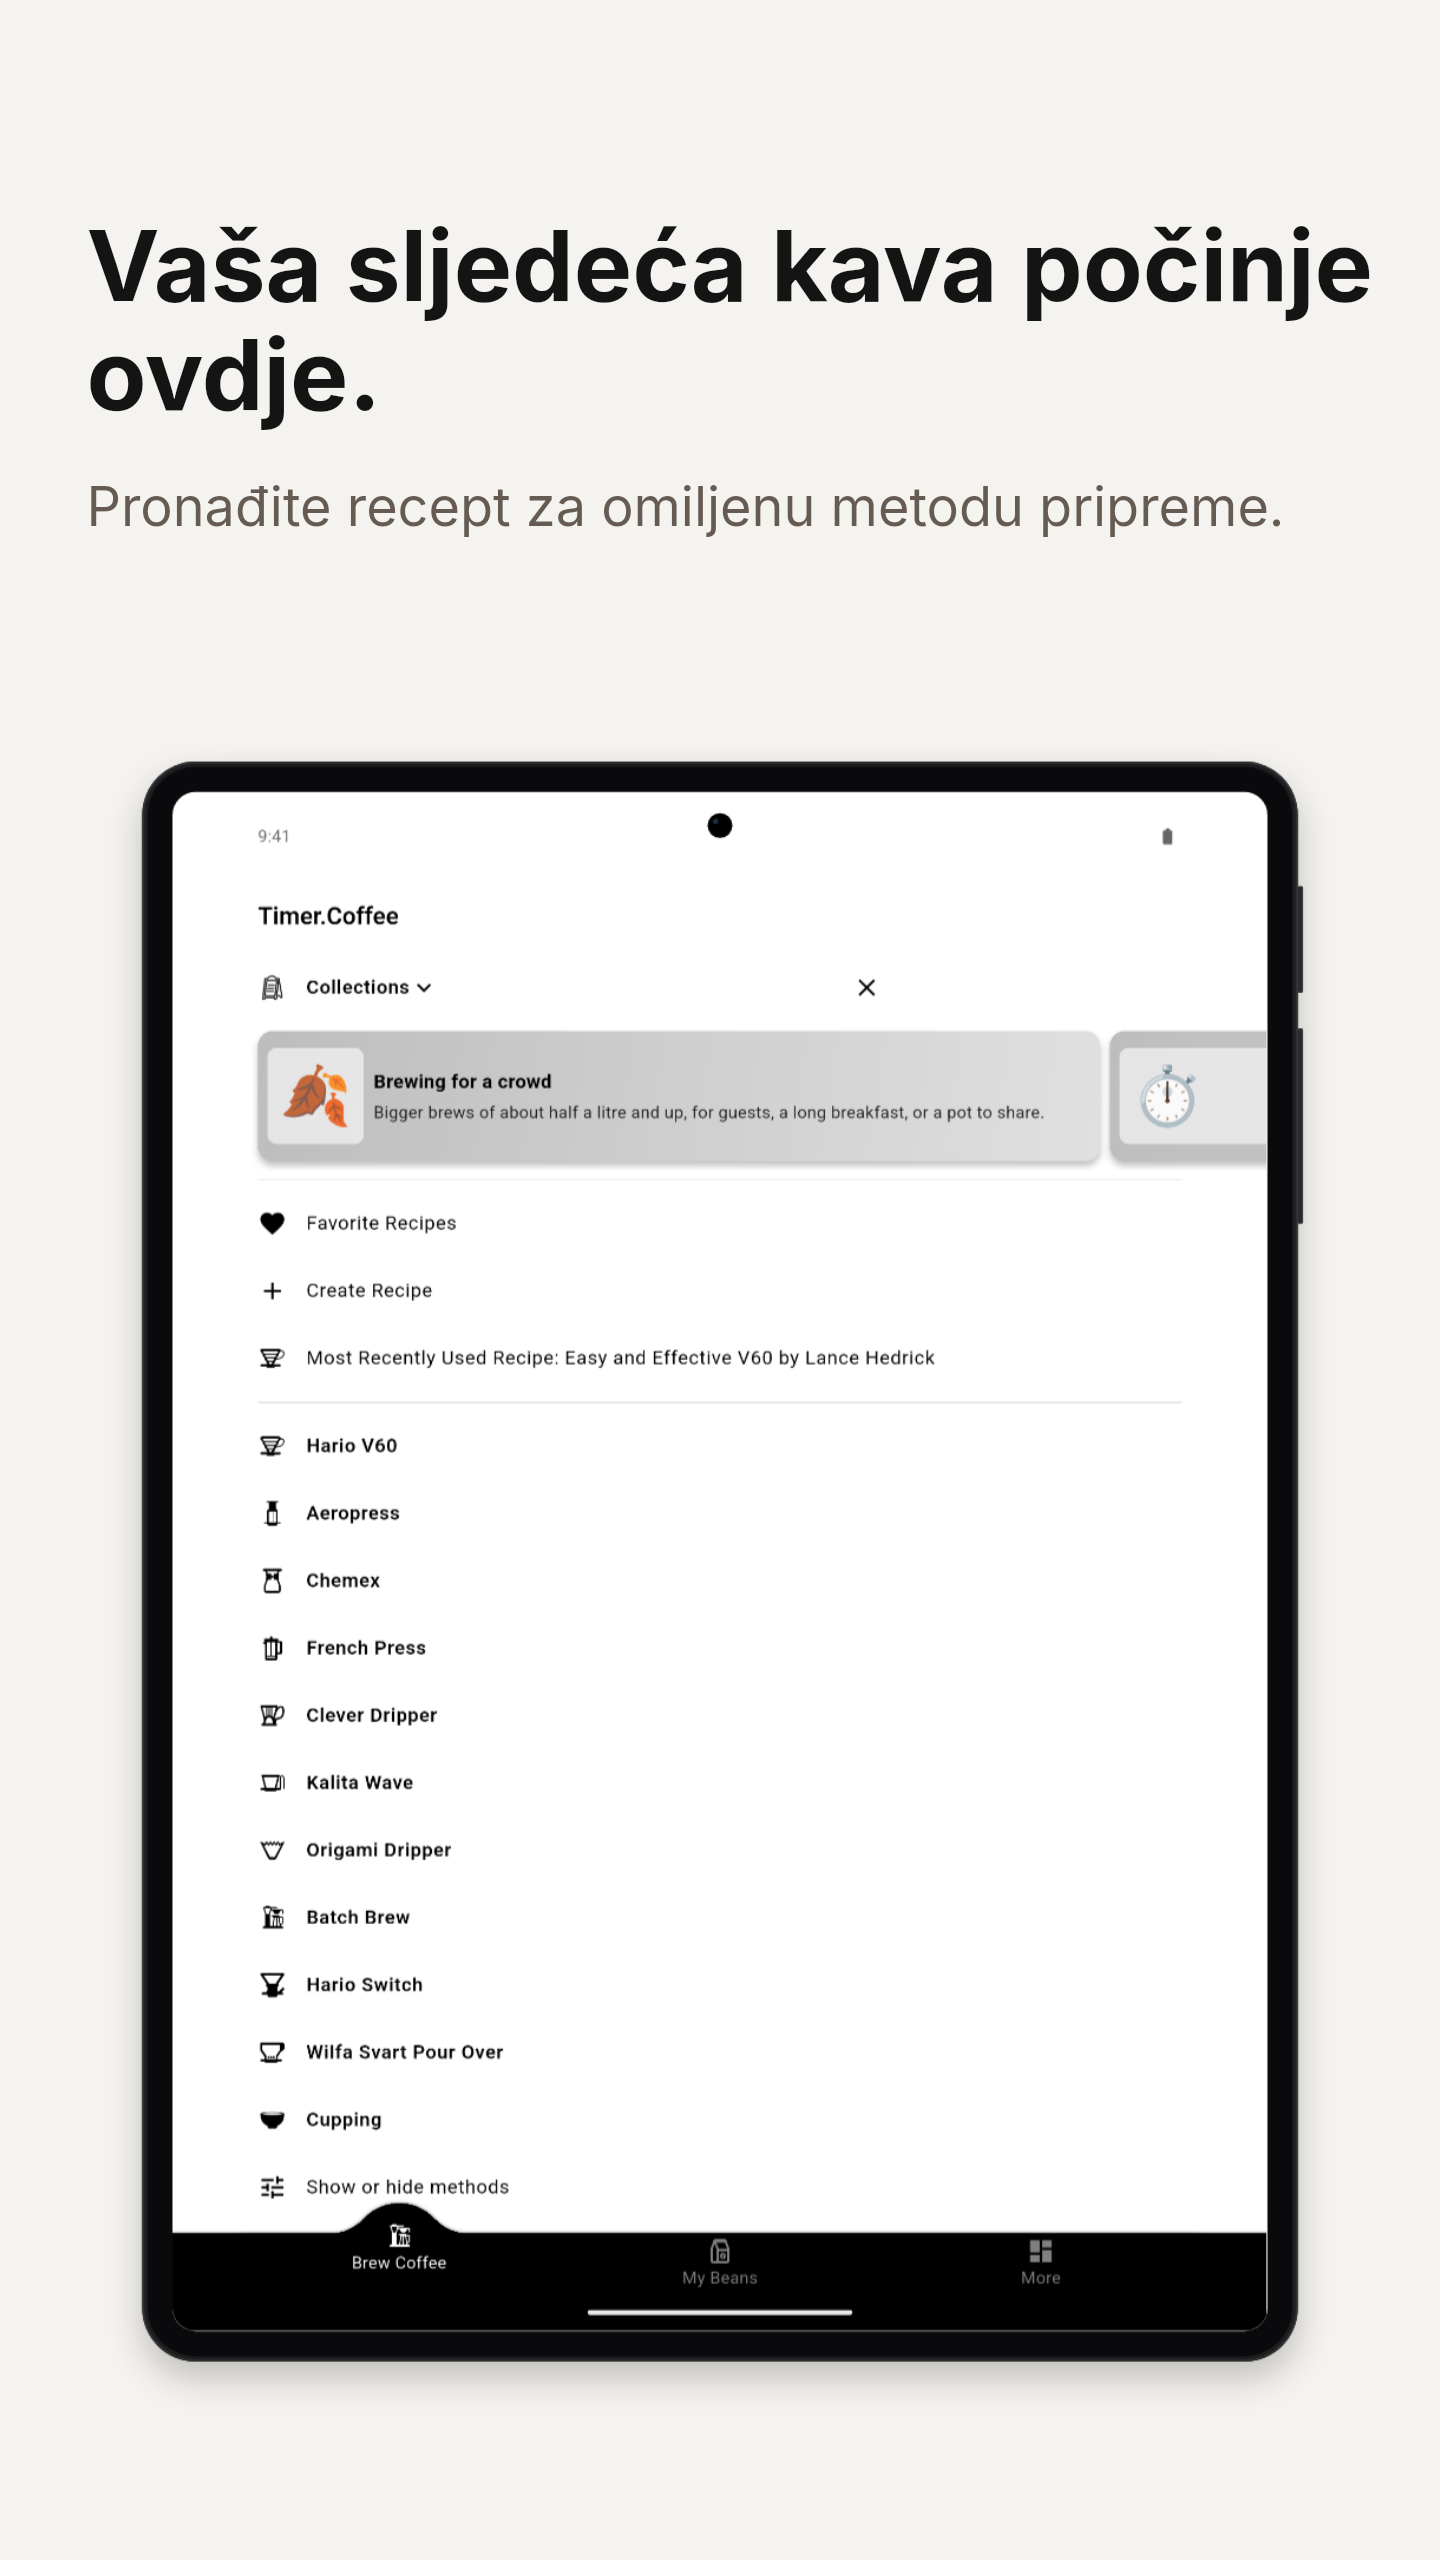 Vaša sljedeća kava počinje
ovdje.
Pronađite recept za omiljenu metodu pripreme.
9:41
Timer.Coffee
Collections
Brewing for a crowd
Bigger brews of about half a litre and up, for guests, a long breakfast, or a pot to share.
Favorite Recipes
Create Recipe
Most Recently Used Recipe: Easy and Effective V60 by Lance Hedrick
Hario V60
Aeropress
Chemex
French Press
Clever Dripper
Kalita Wave
Origami Dripper
Batch Brew
Hario Switch
Wilfa Svart Pour Over
Cupping
Show or hide methods
Brew Coffee
My Beans
More